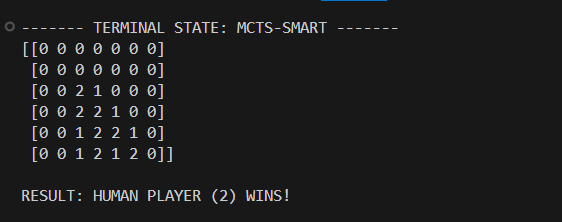 ------- TERMINAL STATE: MCTS-SMART -------
[[0 0 0 0 0 0 0]
[0 0 0 0 0 0 0]
[0 0 2 1 0 0 0]
[0 0 2 2 1 0 0]
[0 0 1 2 2 1 0]
[0 0 1 2 1 2 0]]
RESULT: HUMAN PLAYER (2) WINS!